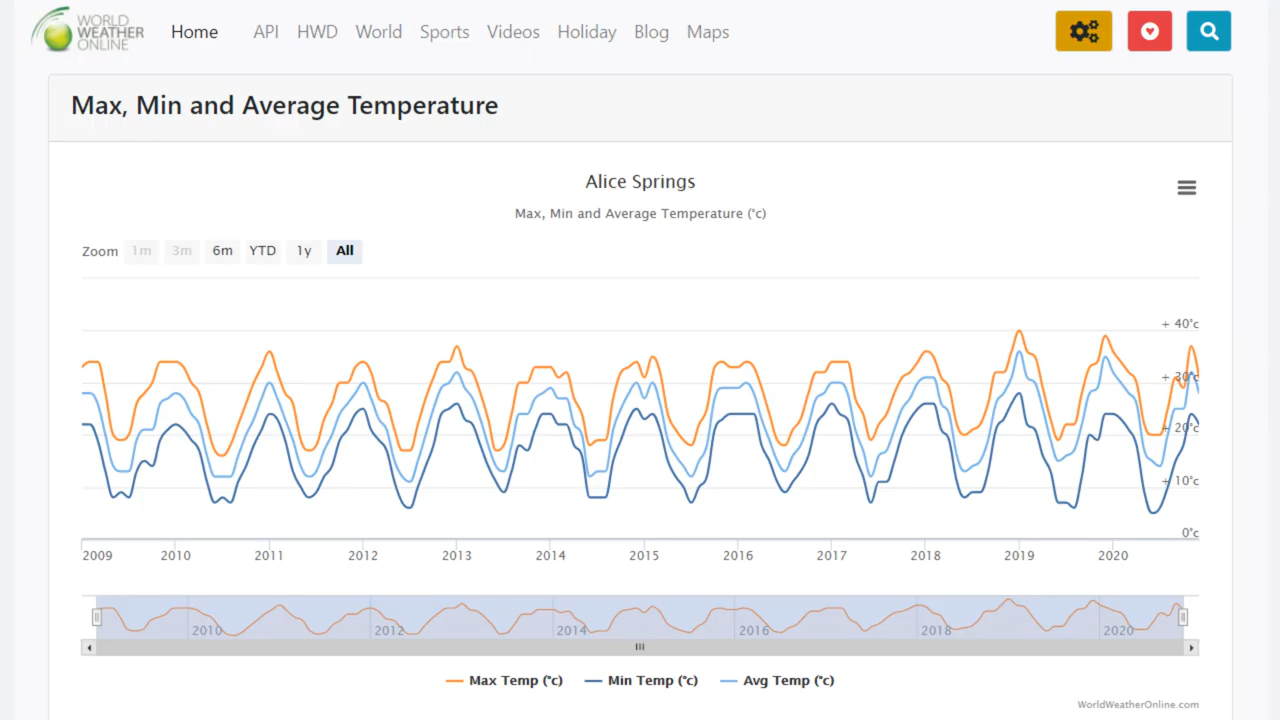 WORLD
WEATHER
ONLINE
Home API HWD World Sports Videos Holiday Blog Maps
Max, Min and Average Temperature
Alice Springs
Max, Min and Average Temperature (°c)
Zoom 1m 3m 6m YTD 1y All
+ 40°c
+ 30°c
+ 20°c
+ 10°c
0°c
2009 2010 2011 2012 2013 2014 2015 2016 2017 2018 2019 2020
2010 2012 2014 2016 2018 2020
Max Temp (°c) Min Temp (°c) Avg Temp (°c)
WorldWeatherOnline.com